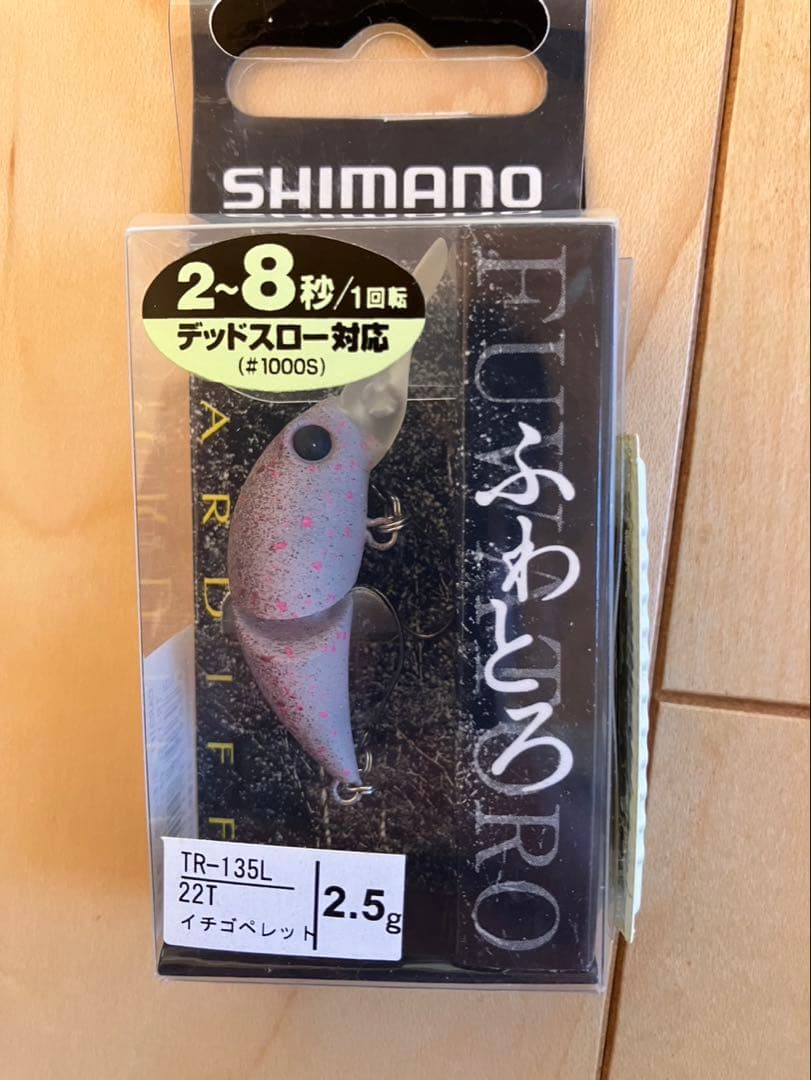 SHIMANO
2~8秒/1回転
デッドスロー対応
(#1000S)
ARDIFF
FUWATORO
ふわとろ
TR-135L
22T
イチゴペレット
2.5g